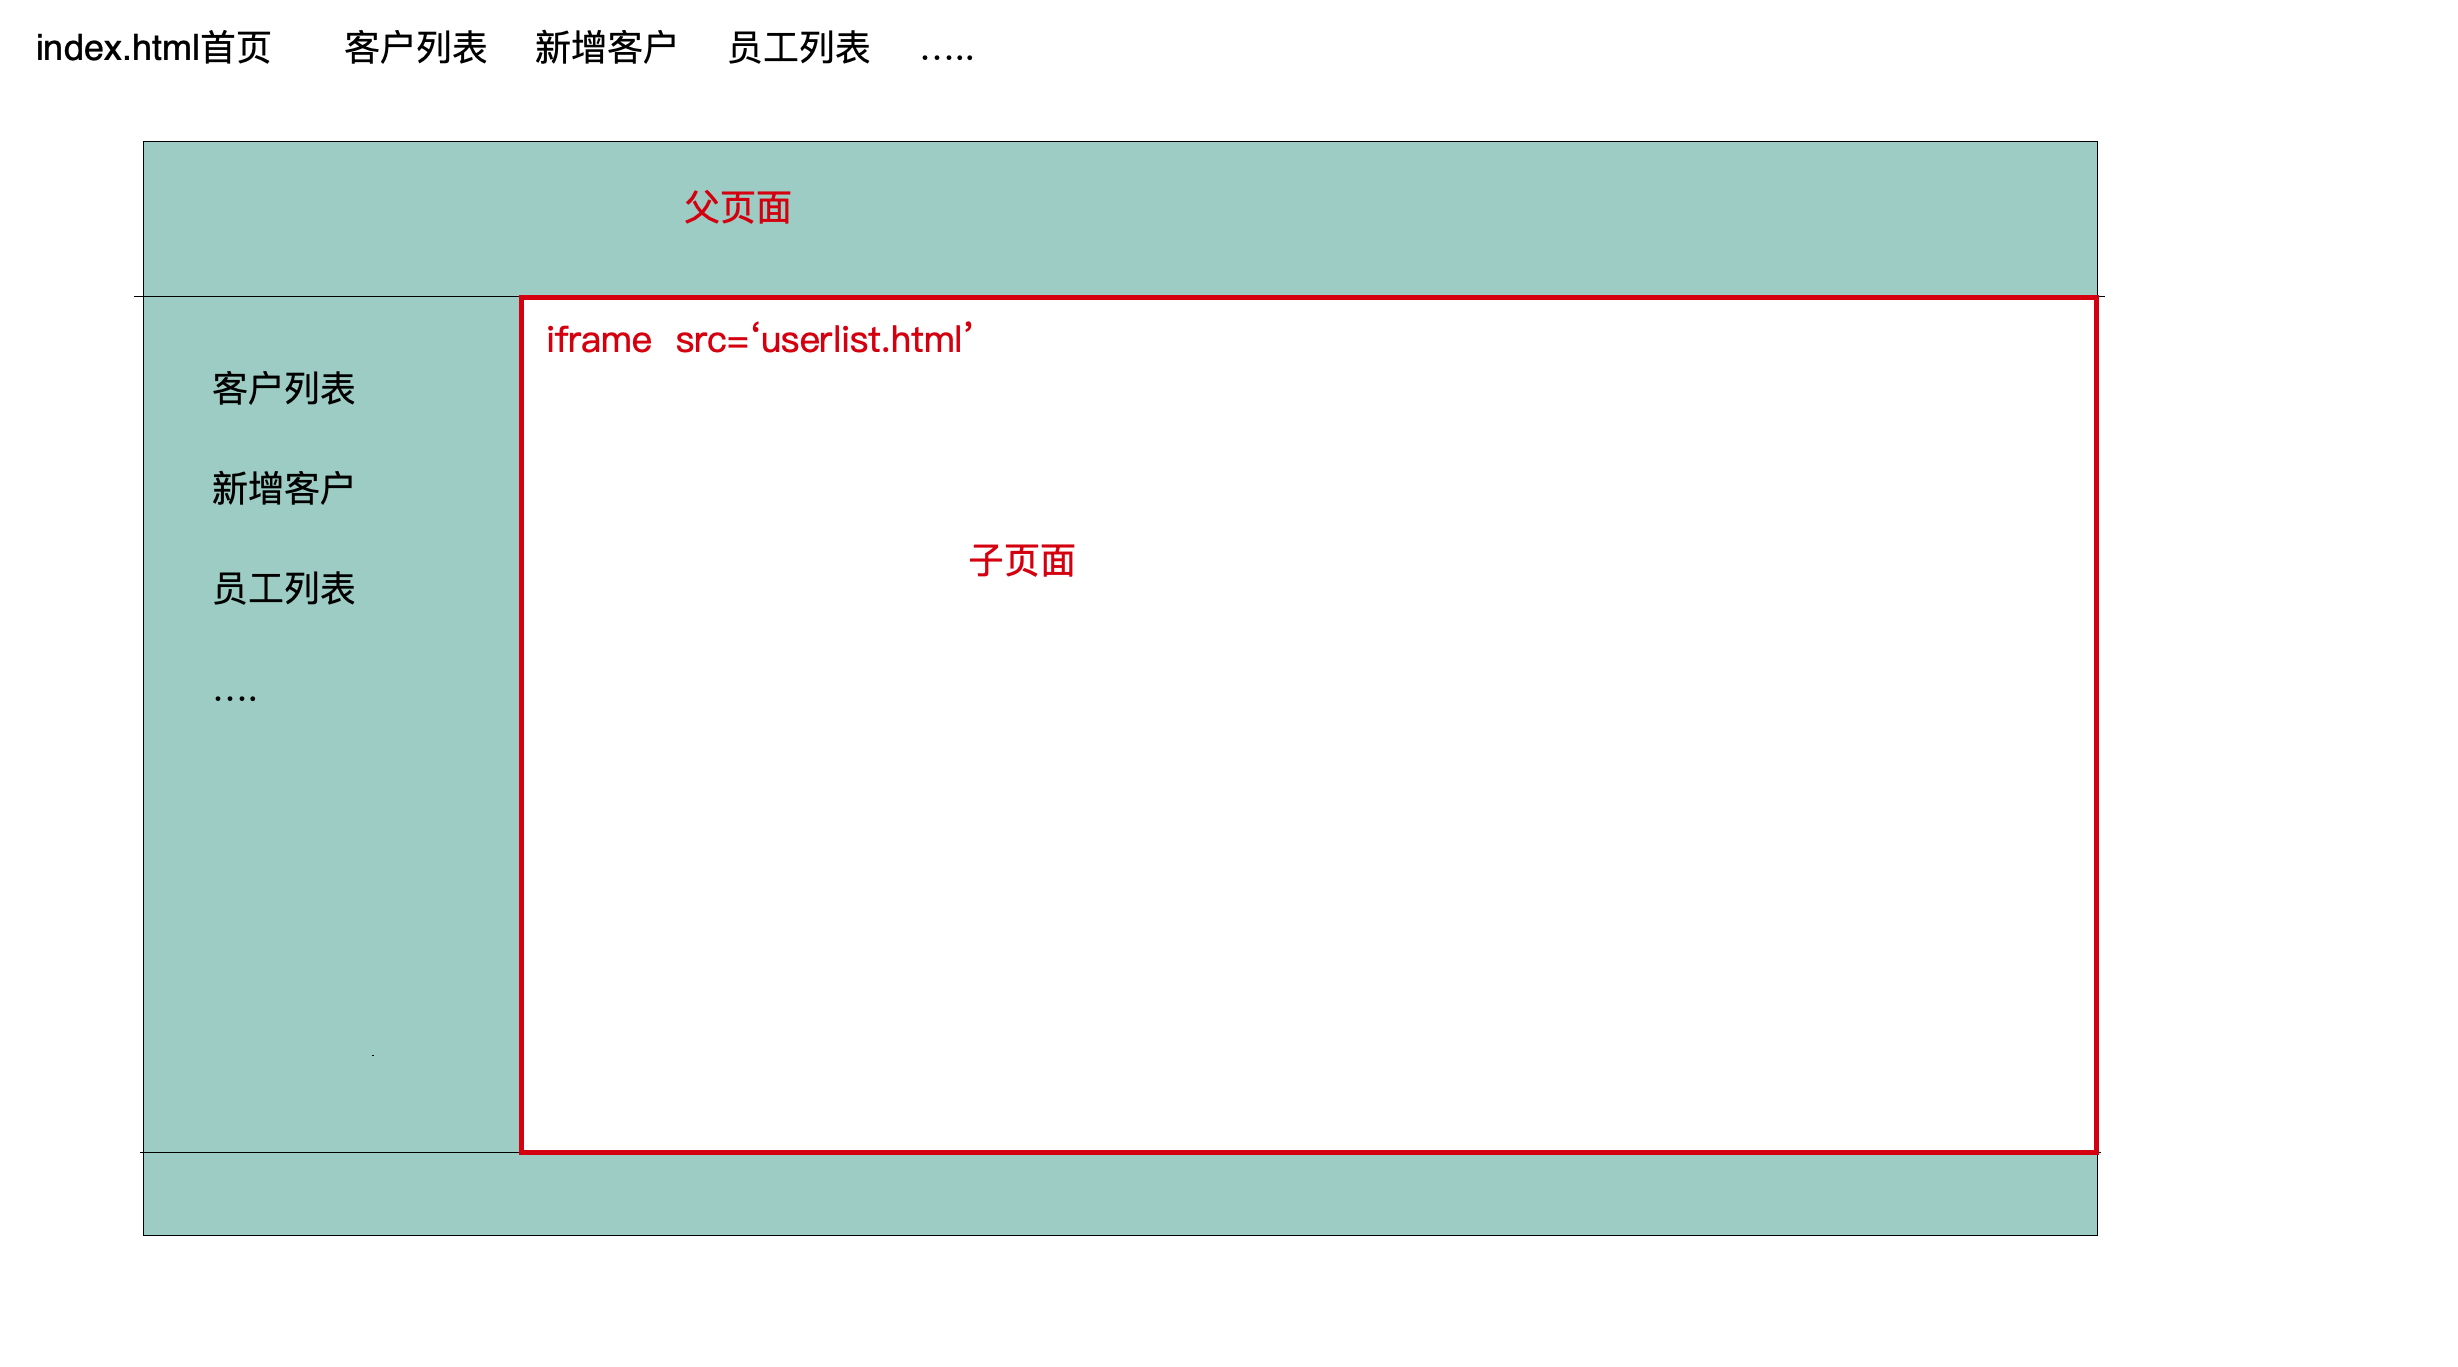 index.html首页 客户列表 新增客户 员工列表 .....
父页面
iframe src=‘userlist.html’
客户列表
新增客户
子页面
员工列表
....